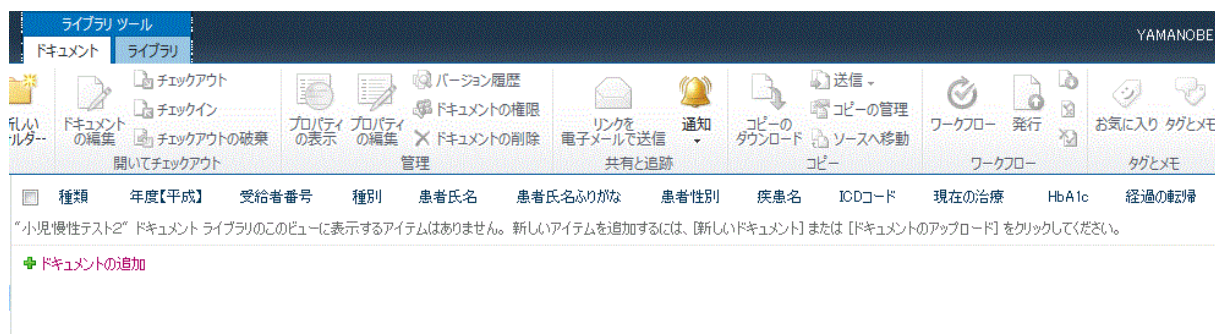 ライブラリ ツール
YAMANOBE
ドキュメント ライブラリ
ドキュメントの編集
チェックアウト
チェックイン
チェックアウトの破棄
開いてチェックアウト
プロパティの表示
プロパティの編集
バージョン履歴
ドキュメントの権限
ドキュメントの削除
管理
リンクを電子メールで送信
通知
共有と追跡
コピーのダウンロード
送信
コピーの管理
ソースへ移動
コピー
ワークフロー
発行
ワークフロー
お気に入り
タグとメモ
種類 年度【平成】 受給者番号 種別 患者氏名 患者氏名ふりがな 患者性別 疾患名 ICDコード 現在の治療 HbA1c 経過の転帰
"小児慢性テスト2" ドキュメント ライブラリのこのビューに表示するアイテムはありません。新しいアイテムを追加するには、[新しいドキュメント] または [ドキュメントのアップロード] をクリックしてください。
ドキュメントの追加